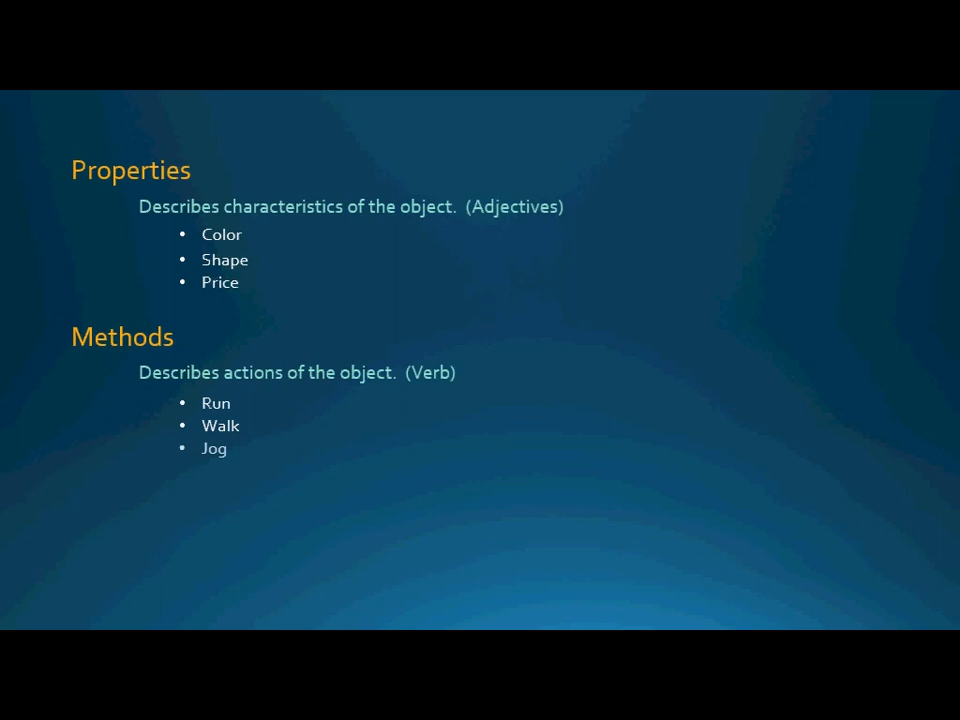 Properties
Describes characteristics of the object. (Adjectives)
• Color
• Shape
• Price
Methods
Describes actions of the object. (Verb)
• Run
• Walk
• Jog